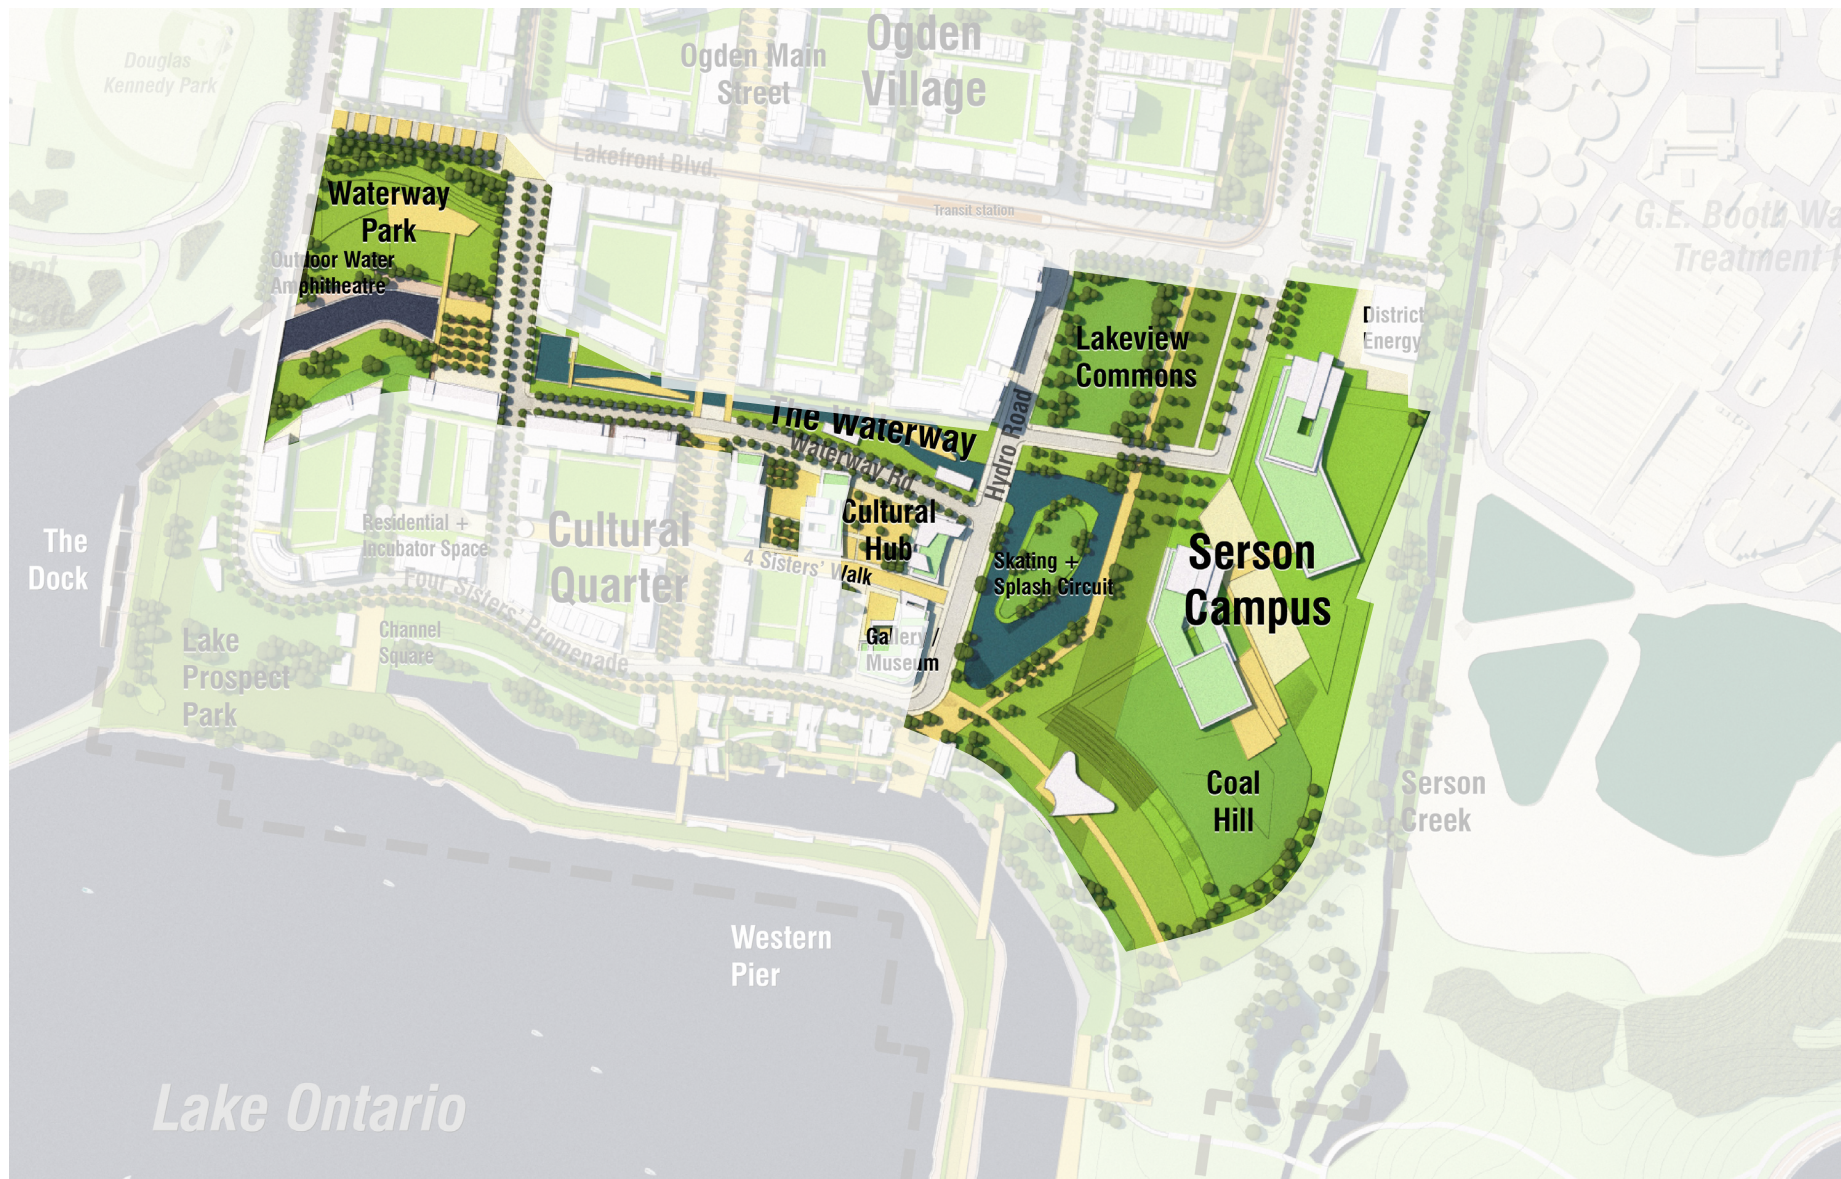 Douglas
Kennedy Park
Ogden Main
Street
Ogden
Village
Lakefront Blvd.
Transit station
Waterway
Park
Outdoor Water
Amphitheatre
G.E. Booth Wa
Treatment
District
Energy
Lakeview
Commons
The Waterway
Waterway Rd
Hydro Road
Cultural
Hub
4 Sisters' Walk
Gallery /
Museum
Skating +
Splash Circuit
Serson
Campus
The
Dock
Residential +
Incubator Space
Cultural
Quarter
Four Sisters' Promenade
Channel
Square
Lake
Prospect
Park
Coal
Hill
Serson
Creek
Western
Pier
Lake Ontario